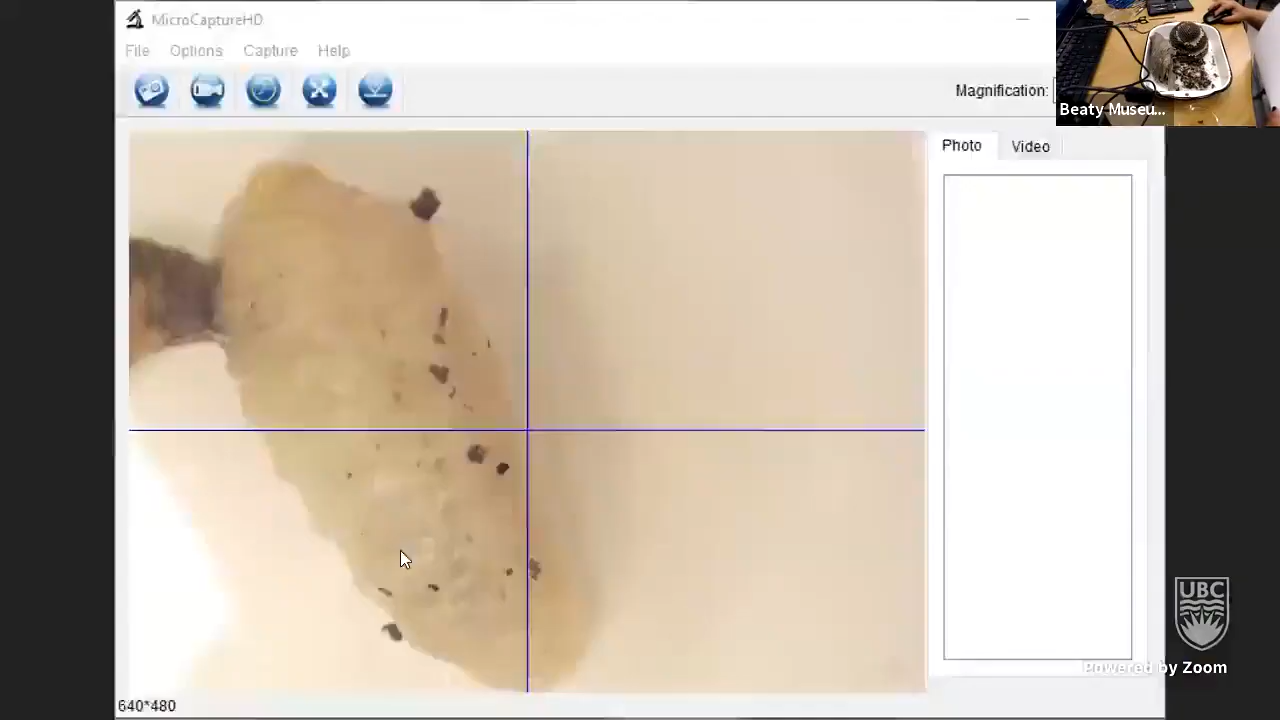 MicroCaptureHD
File Options Capture Help
Magnification:
Beaty Museu...
Photo Video
UBC
Powered by Zoom
640*480